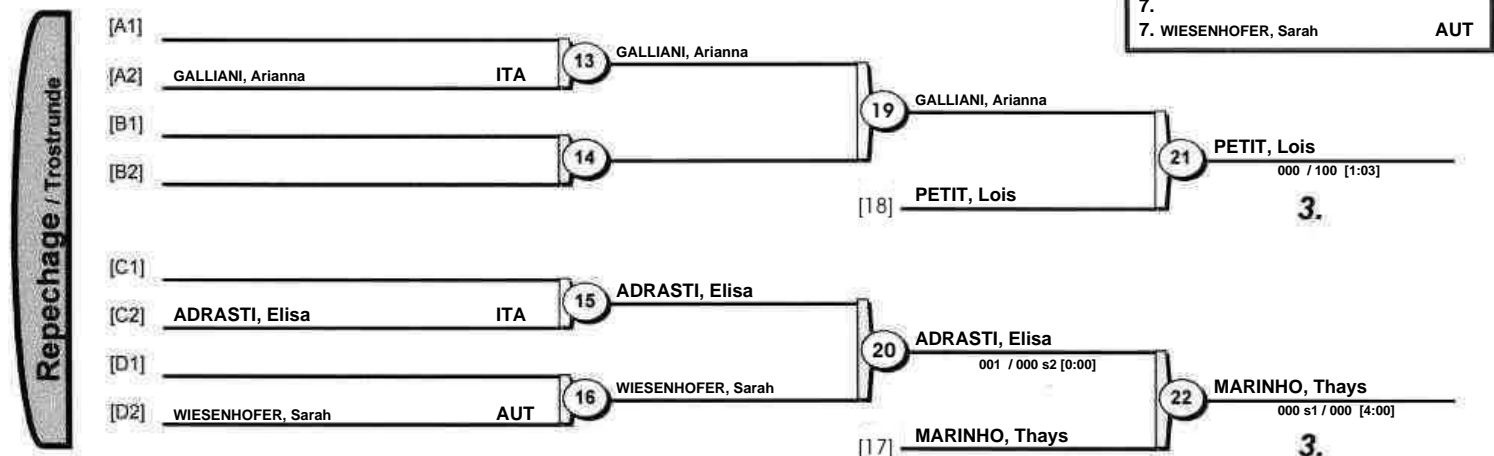 7.
7. WIESENHOFER, Sarah AUT
Repechage / Trostrunde
[A1]
[A2] GALLIANI, Arianna ITA
13 GALLIANI, Arianna
[B1]
[B2]
14
19 GALLIANI, Arianna
[18] PETIT, Lois
21 PETIT, Lois
000 / 100 [1:03]
3.
[C1]
[C2] ADRASTI, Elisa ITA
15 ADRASTI, Elisa
[D1]
[D2] WIESENHOFER, Sarah AUT
16 WIESENHOFER, Sarah
20 ADRASTI, Elisa
001 / 000 s2 [0:00]
[17] MARINHO, Thays
22 MARINHO, Thays
000 s1 / 000 [4:00]
3.